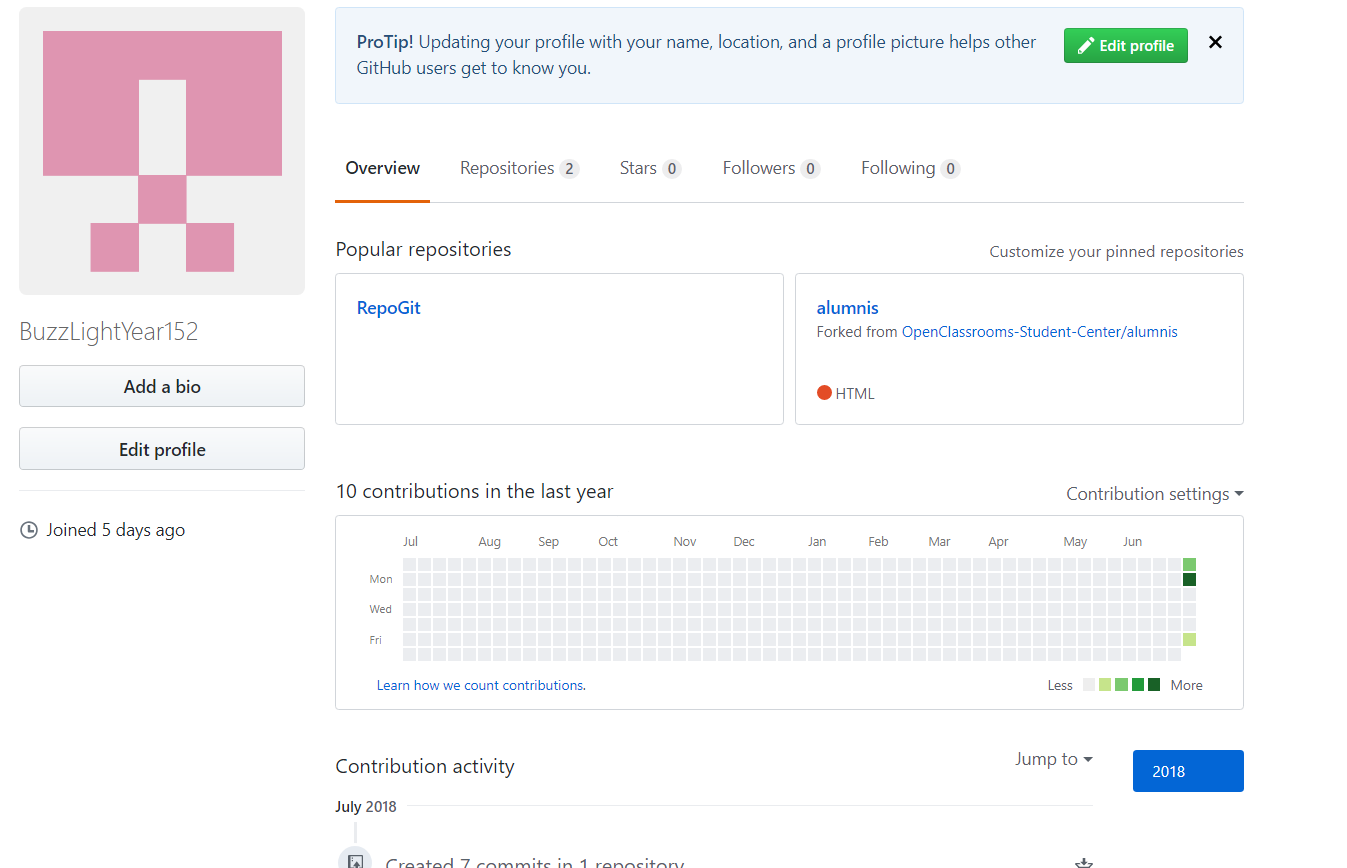 ProTip! Updating your profile with your name, location, and a profile picture helps other
GitHub users get to know you.
Edit profile
BuzzLightYear152
Add a bio
Edit profile
Joined 5 days ago
Overview Repositories 2 Stars 0 Followers 0 Following 0
Popular repositories
Customize your pinned repositories
RepoGit
alumnis
Forked from OpenClassrooms-Student-Center/alumnis
HTML
10 contributions in the last year
Contribution settings
Jul Aug Sep Oct Nov Dec Jan Feb Mar Apr May Jun
Mon
Wed
Fri
Learn how we count contributions.
Less More
Contribution activity
Jump to
2018
July 2018
Created 7 commits in 1 repository